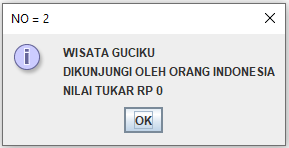 NO = 2
WISATA GUCIKU
DIKUNJUNGI OLEH ORANG INDONESIA
NILAI TUKAR RP 0
OK